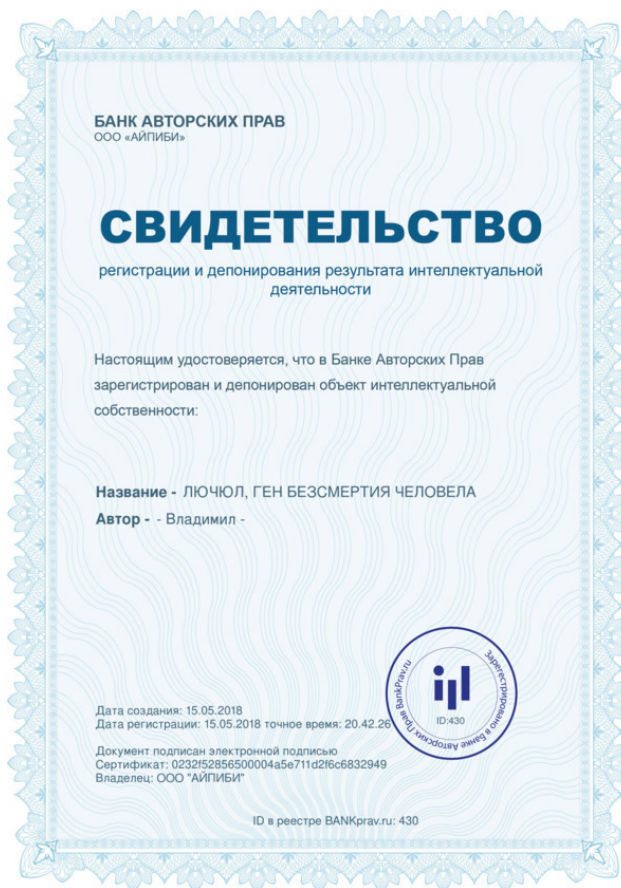 БАНК АВТОРСКИХ ПРАВ
ООО «АЙПИБИ»
СВИДЕТЕЛЬСТВО
регистрации и депонирования результата интеллектуальной
деятельности
Настоящим удостоверяется, что в Банке Авторских Прав
зарегистрирован и депонирован объект интеллектуальной
собственности:
Название - ЛЮЧЮЛ, ГЕН БЕЗСМЕРТИЯ ЧЕЛОВЕЛА
Автор - - Владимил -
Зарегистрировано в Банке Авторских Прав BankPrav.ru
ID:430
Дата создания: 15.05.2018
Дата регистрации: 15.05.2018 точное время: 20.42.26
Документ подписан электронной подписью
Сертификат: 0232f52856500004a5e711d2f6c6832949
Владелец: ООО "АЙПИБИ"
ID в реестре BANKprav.ru: 430